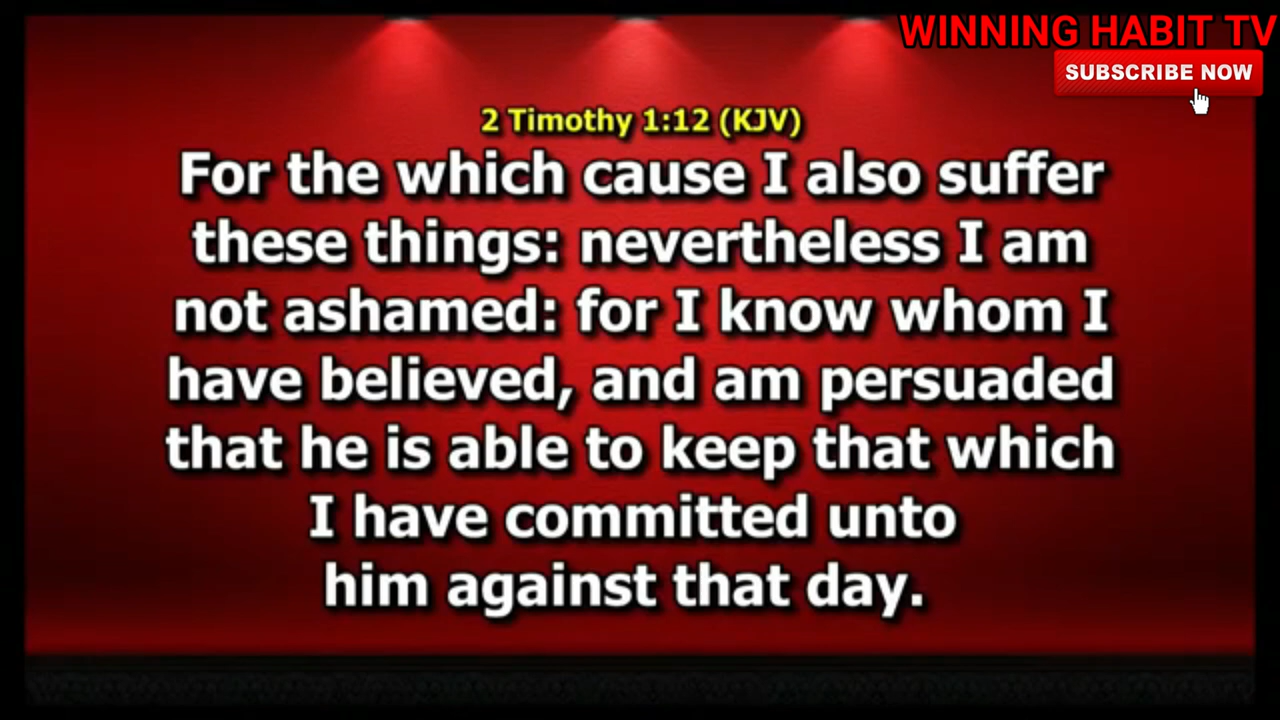 WINNING HABIT TV
SUBSCRIBE NOW
2 Timothy 1:12 (KJV)
For the which cause I also suffer
these things: nevertheless I am
not ashamed: for I know whom I
have believed, and am persuaded
that he is able to keep that which
I have committed unto
him against that day.